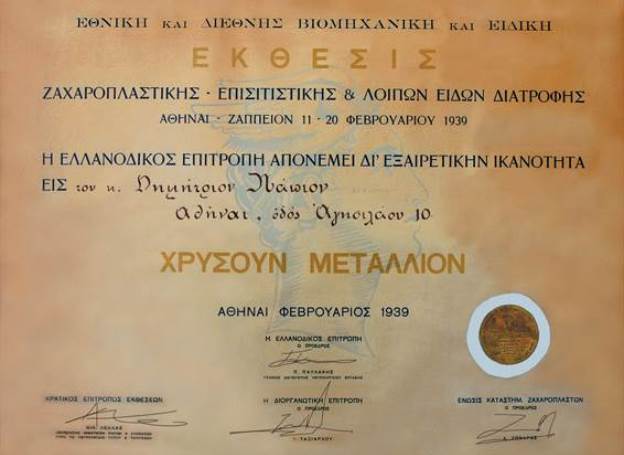 ΕΘΝΙΚΗ ΚΑΙ ΔΙΕΘΝΗΣ ΒΙΟΜΗΧΑΝΙΚΗ ΚΑΙ ΕΙΔΙΚΗ
ΕΚΘΕΣΙΣ
ΖΑΧΑΡΟΠΛΑΣΤΙΚΗΣ - ΕΠΙΣΙΤΙΣΤΙΚΗΣ & ΛΟΙΠΩΝ ΕΙΔΩΝ ΔΙΑΤΡΟΦΗΣ
ΑΘΗΝΑΙ - ΖΑΠΠΕΙΟΝ 11 - 20 ΦΕΒΡΟΥΑΡΙΟΥ 1939
Η ΕΛΛΑΝΟΔΙΚΟΣ ΕΠΙΤΡΟΠΗ ΑΠΟΝΕΜΕΙ ΔΙ' ΕΞΑΙΡΕΤΙΚΗΝ ΙΚΑΝΟΤΗΤΑ
ΕΙΣ τον κ. Δημήτριον
Αθήναι, οδός Αγησιλάου 10
ΧΡΥΣΟΥΝ ΜΕΤΑΛΛΙΟΝ
ΑΘΗΝΑΙ ΦΕΒΡΟΥΑΡΙΟΣ 1939
Η ΕΛΛΑΝΟΔΙΚΟΣ ΕΠΙΤΡΟΠΗ
Ο ΠΡΟΕΔΡΟΣ
ΚΡΑΤΙΚΟΣ ΕΠΙΤΡΟΠΟΣ ΕΚΘΕΣΕΩΝ
Η ΔΙΟΡΓΑΝΩΤΙΚΗ ΕΠΙΤΡΟΠΗ
Ο ΠΡΟΕΔΡΟΣ
ΕΝΩΣΙΣ ΚΑΤΑΣΤΗΜ. ΖΑΧΑΡΟΠΛΑΣΤΩΝ
Ο ΠΡΟΕΔΡΟΣ